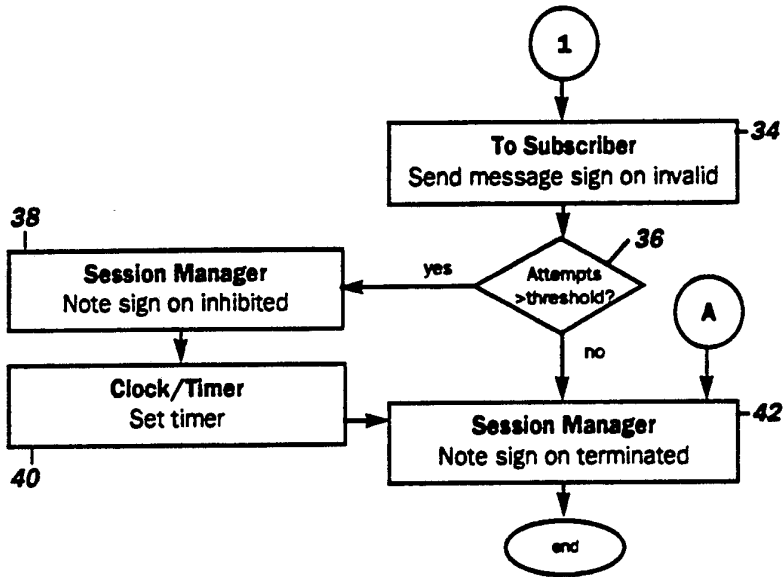 1
To Subscriber
Send message sign on invalid
34
36
Attempts
>threshold?
yes
no
38
Session Manager
Note sign on inhibited
A
Clock/Timer
Set timer
40
Session Manager
Note sign on terminated
42
end